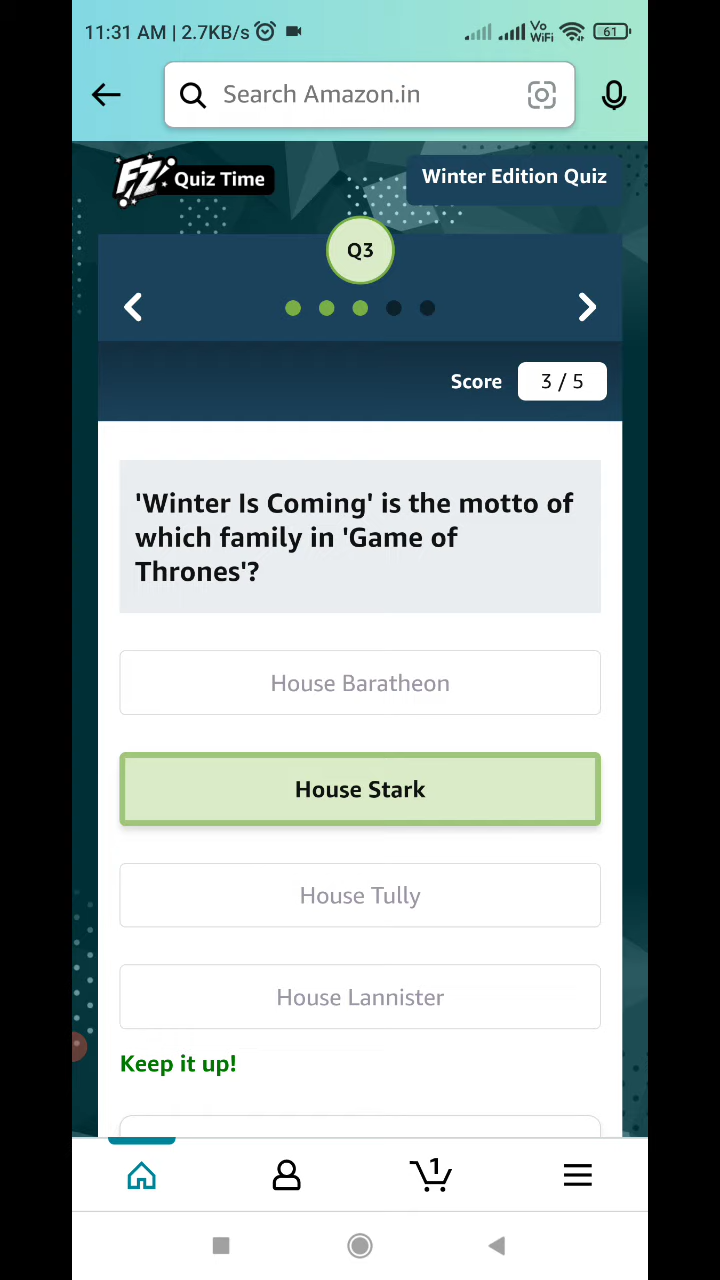 11:31 AM | 2.7KB/s
Vo
WiFi
61
Search Amazon.in
FZ Quiz Time
Winter Edition Quiz
Q3
Score 3 / 5
'Winter Is Coming' is the motto of
which family in 'Game of
Thrones'?
House Baratheon
House Stark
House Tully
House Lannister
Keep it up!
1